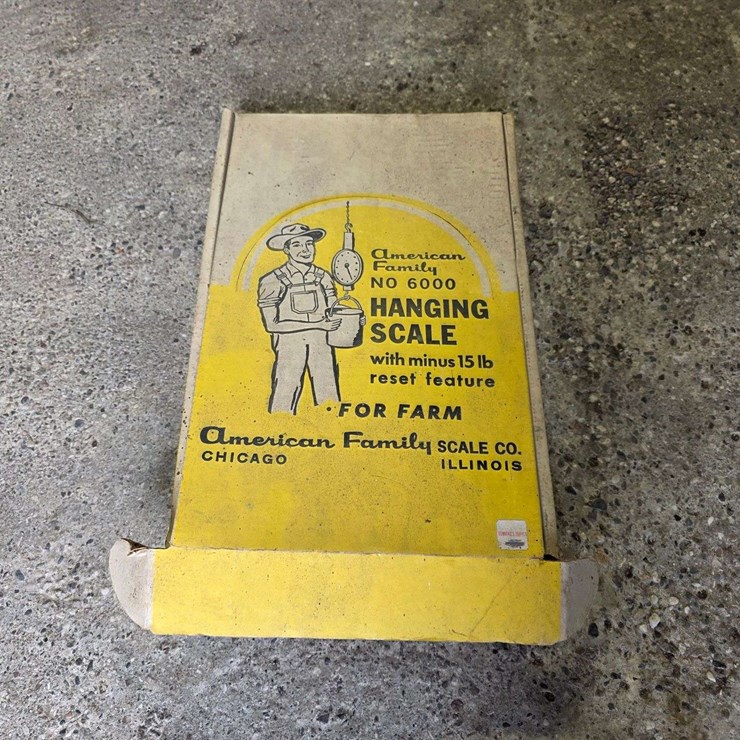 American
Family
NO 6000
HANGING
SCALE
with minus 15 lb
reset feature
· FOR FARM
American Family SCALE CO.
CHICAGO ILLINOIS